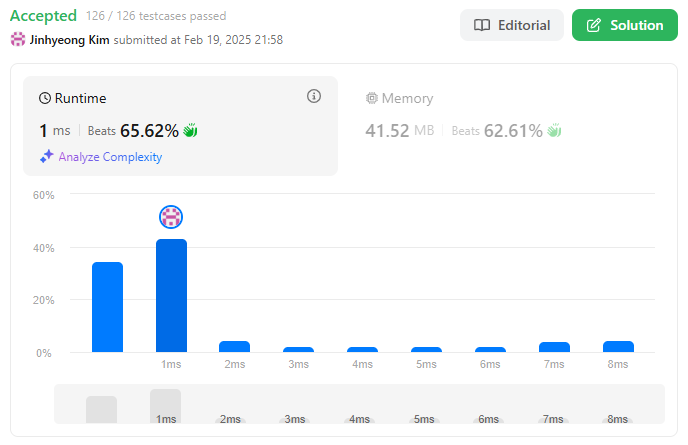 Accepted 126 / 126 testcases passed
Editorial
Solution
Jinhyeong Kim submitted at Feb 19, 2025 21:58
Runtime
1 ms Beats 65.62%
Analyze Complexity
Memory
41.52 MB Beats 62.61%
60%
40%
20%
0%
1ms 2ms 3ms 4ms 5ms 6ms 7ms 8ms
1ms 2ms 3ms 4ms 5ms 6ms 7ms 8ms